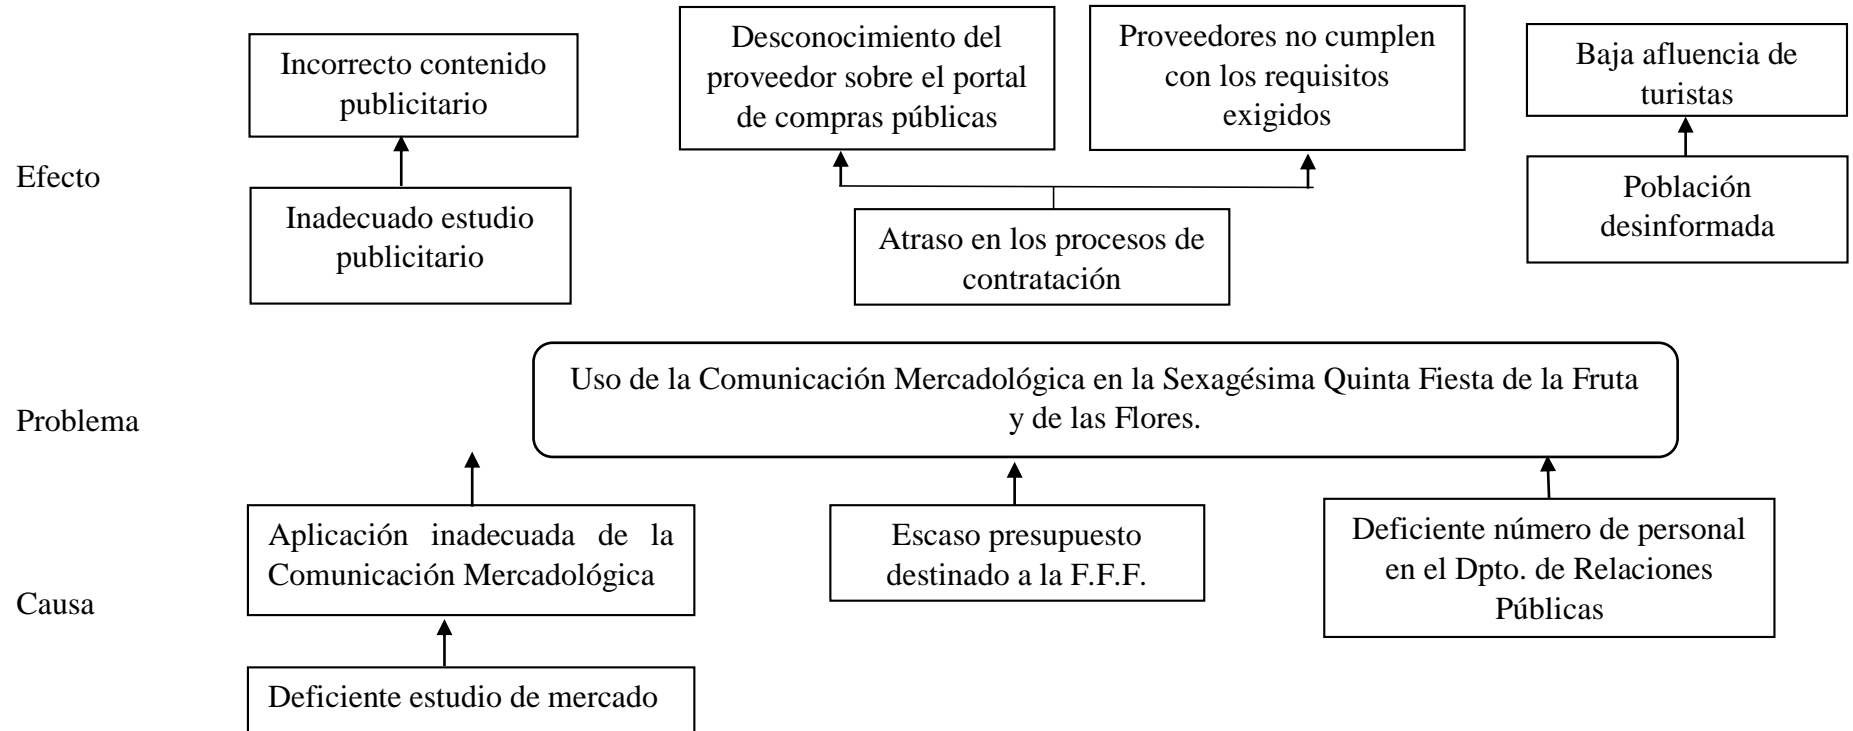 Incorrecto contenido
publicitario
Desconocimiento del
proveedor sobre el portal
de compras públicas
Proveedores no cumplen
con los requisitos
exigidos
Baja afluencia de
turistas
Efecto
Inadecuado estudio
publicitario
Atraso en los procesos de
contratación
Población
desinformada
Problema
Uso de la Comunicación Mercadológica en la Sexagésima Quinta Fiesta de la Fruta
y de las Flores.
Causa
Aplicación inadecuada de la
Comunicación Mercadológica
Escaso presupuesto
destinado a la F.F.F.
Deficiente número de personal
en el Dpto. de Relaciones
Públicas
Deficiente estudio de mercado